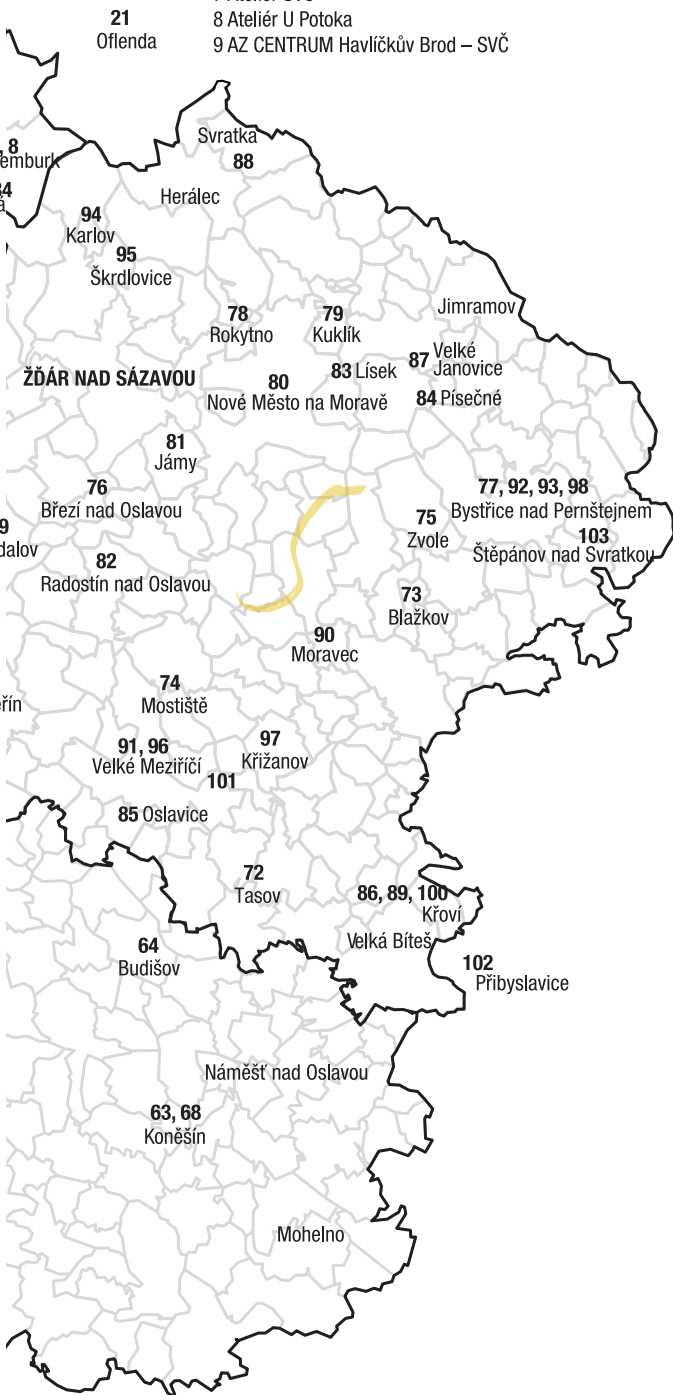 21
Oflenda
8 Ateliér U Potoka
9 AZ CENTRUM Havlíčkův Brod – SVČ
Svratka
88
, 8
emburk
Herálec
94
Karlov
95
Škrdlovice
Jimramov
78
Rokytno
79
Kuklík
87 Velké
Janovice
83 Lísek
ŽĎÁR NAD SÁZAVOU
80
Nové Město na Moravě
84 Písečné
81
Jámy
76
Březí nad Oslavou
77, 92, 93, 98
Bystřice nad Pernštejnem
75
Zvole
103
Štěpánov nad Svratkou
9
dalov
82
Radostín nad Oslavou
73
Blažkov
90
Moravec
74
Mostiště
řín
91, 96
Velké Meziříčí
97
Křižanov
101
85 Oslavice
72
Tasov
86, 89, 100
Křoví
Velká Bíteš
64
Budišov
102
Přibyslavice
Náměšť nad Oslavou
63, 68
Koněšín
Mohelno